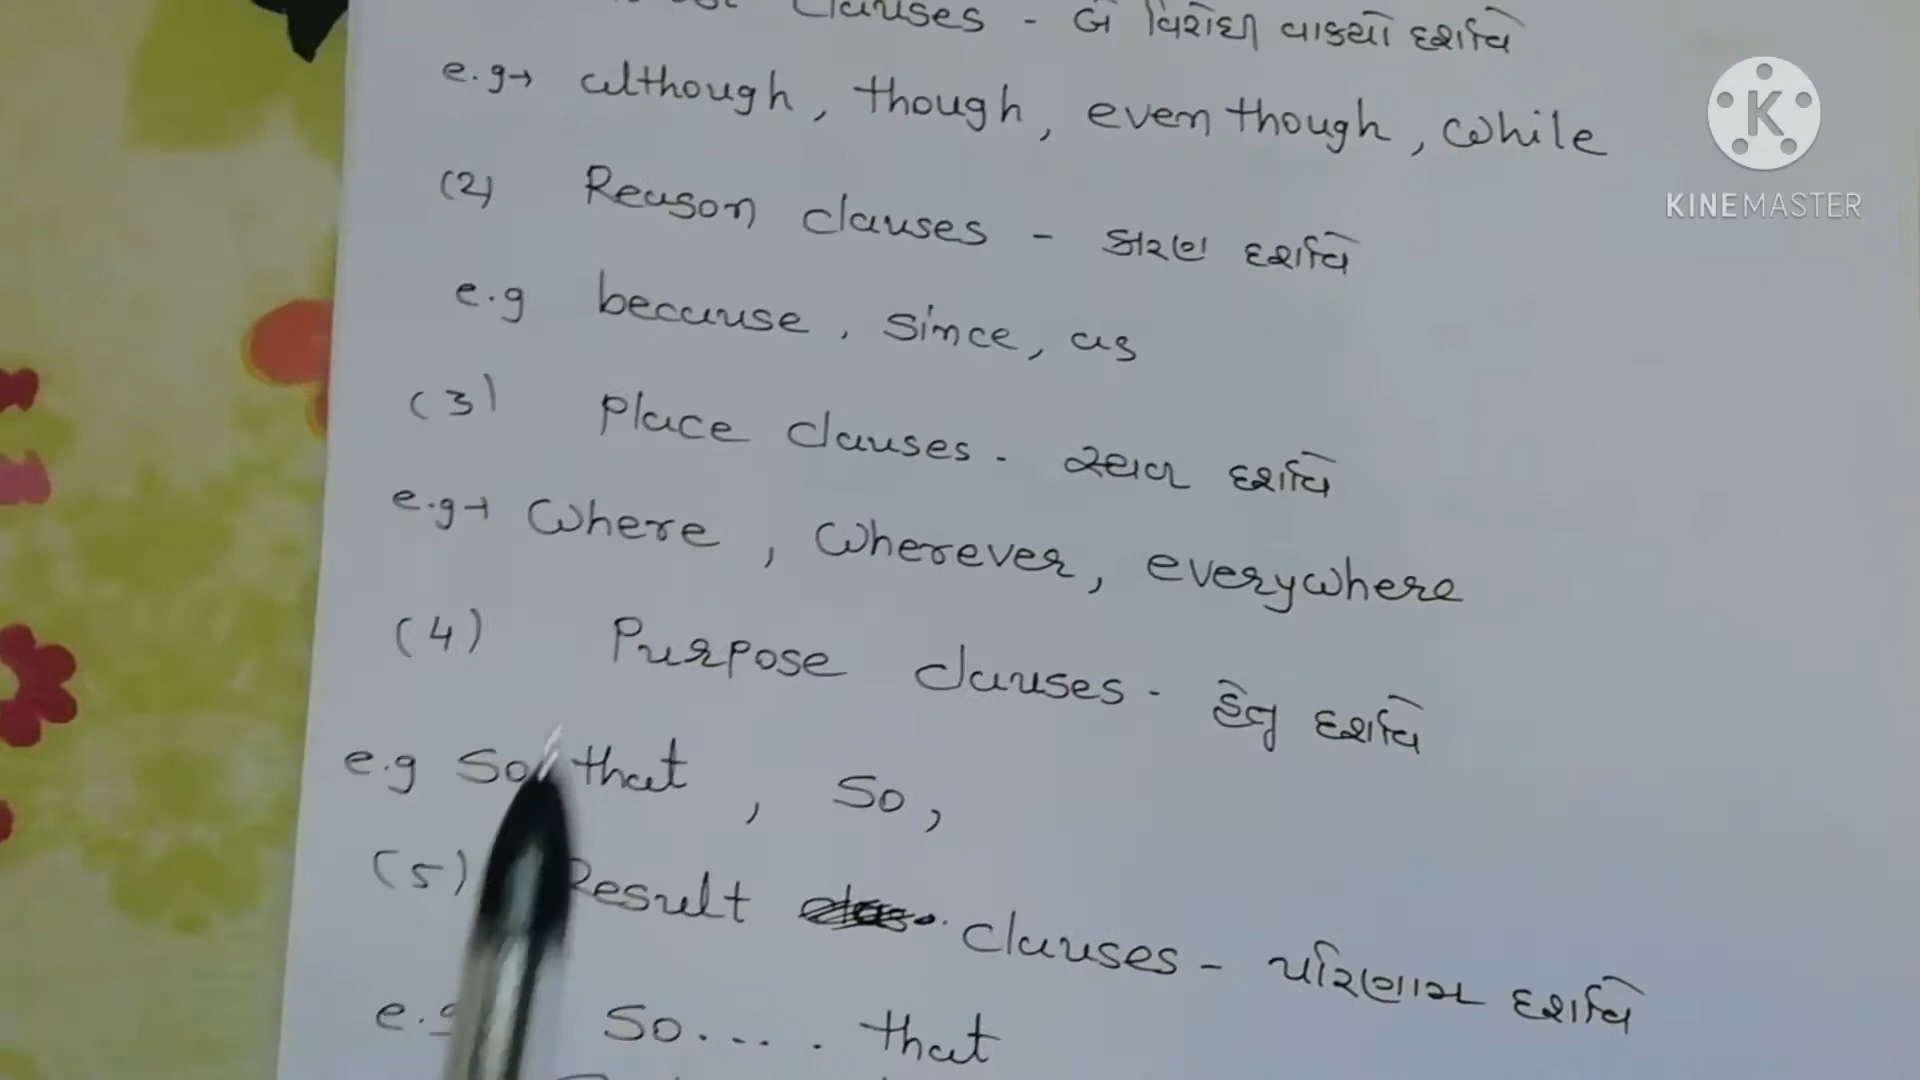 Clauses - બે વિરોધી વાક્યો દર્શાવે
e.g→ although, though, even though, while
(2) Reason clauses - કારણ દર્શાવે
e.g because, since, as
(3) Place clauses - સ્થળ દર્શાવે
e.g→ Where, Wherever, everywhere
(4) Purpose clauses - હેતુ દર્શાવે
e.g So that, So,
(5) Result clauses - પરિણામ દર્શાવે
e.g So.... that
K
KINEMASTER